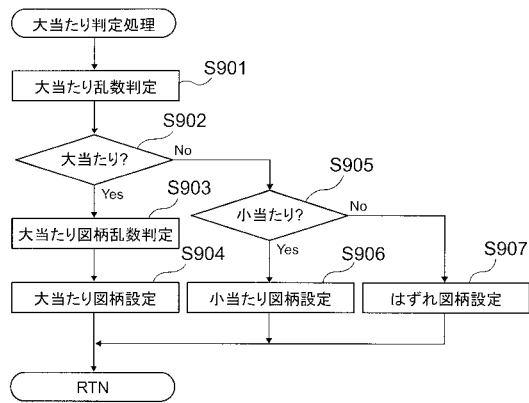 大当たり判定処理
S901
大当たり乱数判定
S902
大当たり?
No
Yes
S905
小当たり?
No
Yes
S903
大当たり図柄乱数判定
S904
大当たり図柄設定
S906
小当たり図柄設定
S907
はずれ図柄設定
RTN